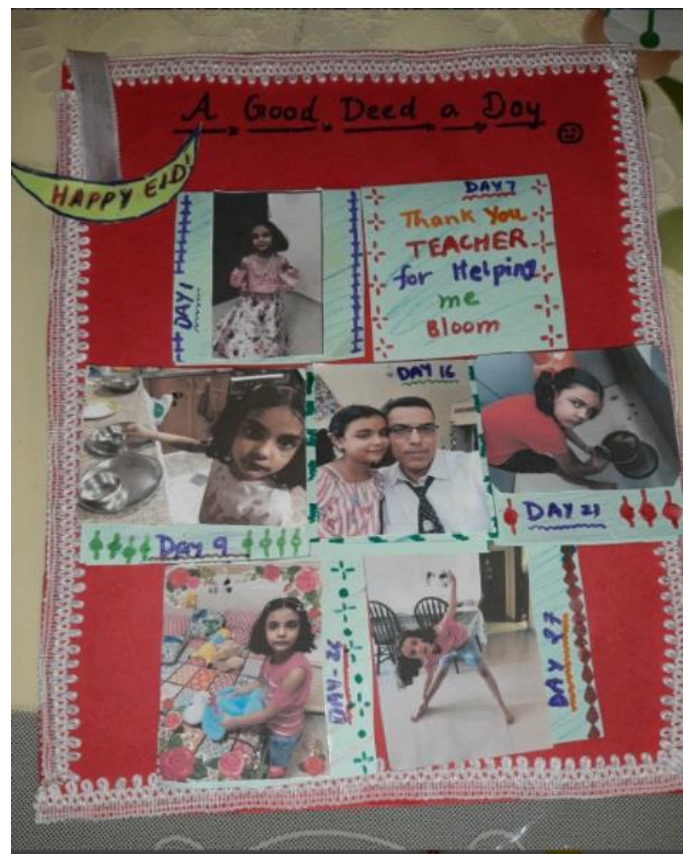 A Good Deed a Day
HAPPY EID!
DAY 1
DAY 7
Thank You
TEACHER
for Helping
me
Bloom
DAY 9
DAY 16
DAY 21
DAY
DAY 27